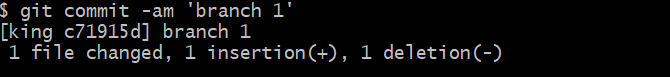 $ git commit -am 'branch 1'
[king c71915d] branch 1
 1 file changed, 1 insertion(+), 1 deletion(-)